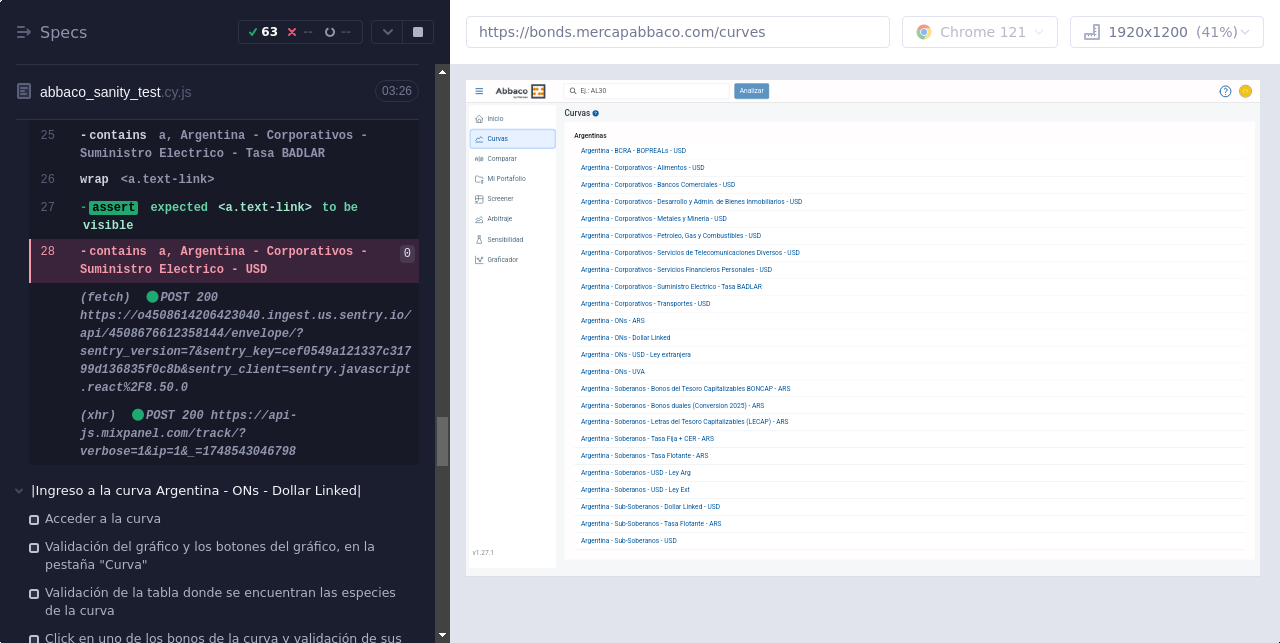 Specs
63 -- --
abbaco_sanity_test.cy.js 03:26
25 -contains a, Argentina - Corporativos -
Suministro Electrico - Tasa BADLAR
26 wrap <a.text-link>
27 -assert expected <a.text-link> to be
visible
28 -contains a, Argentina - Corporativos -
Suministro Electrico - USD
0
(fetch) POST 200
https://o4508614206423040.ingest.us.sentry.io/
api/4508676612358144/envelope/?
sentry_version=7&sentry_key=cef0549a121337c317
99d136835f0c8b&sentry_client=sentry.javascript
.react%2F8.50.0
(xhr) POST 200 https://api-
js.mixpanel.com/track/?
verbose=1&ip=1&_=1748543046798
|Ingreso a la curva Argentina - ONs - Dollar Linked|
Acceder a la curva
Validación del gráfico y los botones del gráfico, en la
pestaña "Curva"
Validación de la tabla donde se encuentran las especies
de la curva
Click en uno de los bonos de la curva y validación de sus
https://bonds.mercapabbaco.com/curves
Chrome 121
1920x1200 (41%)
Abbaco
Ej.: AL30
Analizar
Inicio
Curvas
Comparar
Mi Portafolio
Screener
Arbitraje
Sensibilidad
Graficador
v1.27.1
Curvas
Argentinas
Argentina - BCRA - BOPREALs - USD
Argentina - Corporativos - Alimentos - USD
Argentina - Corporativos - Bancos Comerciales - USD
Argentina - Corporativos - Desarrollo y Admin. de Bienes Inmobiliarios - USD
Argentina - Corporativos - Metales y Mineria - USD
Argentina - Corporativos - Petroleo, Gas y Combustibles - USD
Argentina - Corporativos - Servicios de Telecomunicaciones Diversos - USD
Argentina - Corporativos - Servicios Financieros Personales - USD
Argentina - Corporativos - Suministro Electrico - Tasa BADLAR
Argentina - Corporativos - Transportes - USD
Argentina - ONs - ARS
Argentina - ONs - Dollar Linked
Argentina - ONs - USD - Ley extranjera
Argentina - ONs - UVA
Argentina - Soberanos - Bonos del Tesoro Capitalizables BONCAP - ARS
Argentina - Soberanos - Bonos duales (Conversion 2025) - ARS
Argentina - Soberanos - Letras del Tesoro Capitalizables (LECAP) - ARS
Argentina - Soberanos - Tasa Fija + CER - ARS
Argentina - Soberanos - Tasa Flotante - ARS
Argentina - Soberanos - USD - Ley Arg
Argentina - Soberanos - USD - Ley Ext
Argentina - Sub-Soberanos - Dollar Linked - USD
Argentina - Sub-Soberanos - Tasa Flotante - ARS
Argentina - Sub-Soberanos - USD